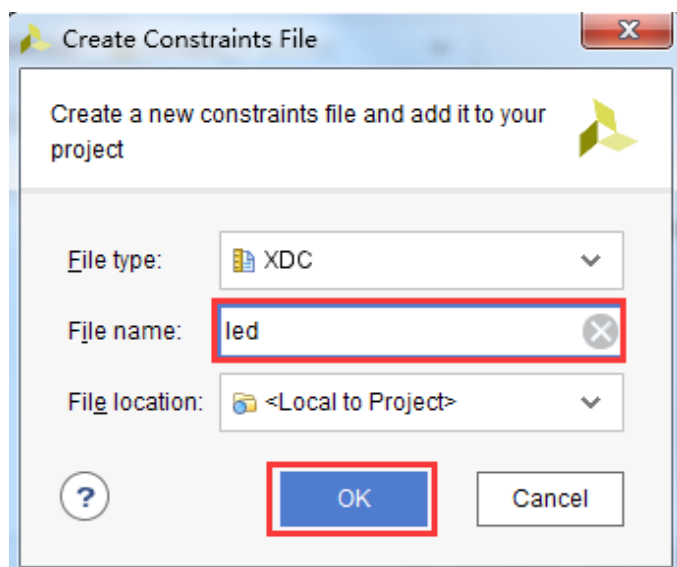 Create Constraints File
Create a new constraints file and add it to your
project
File type: XDC
File name: led
File location: <Local to Project>
? OK Cancel